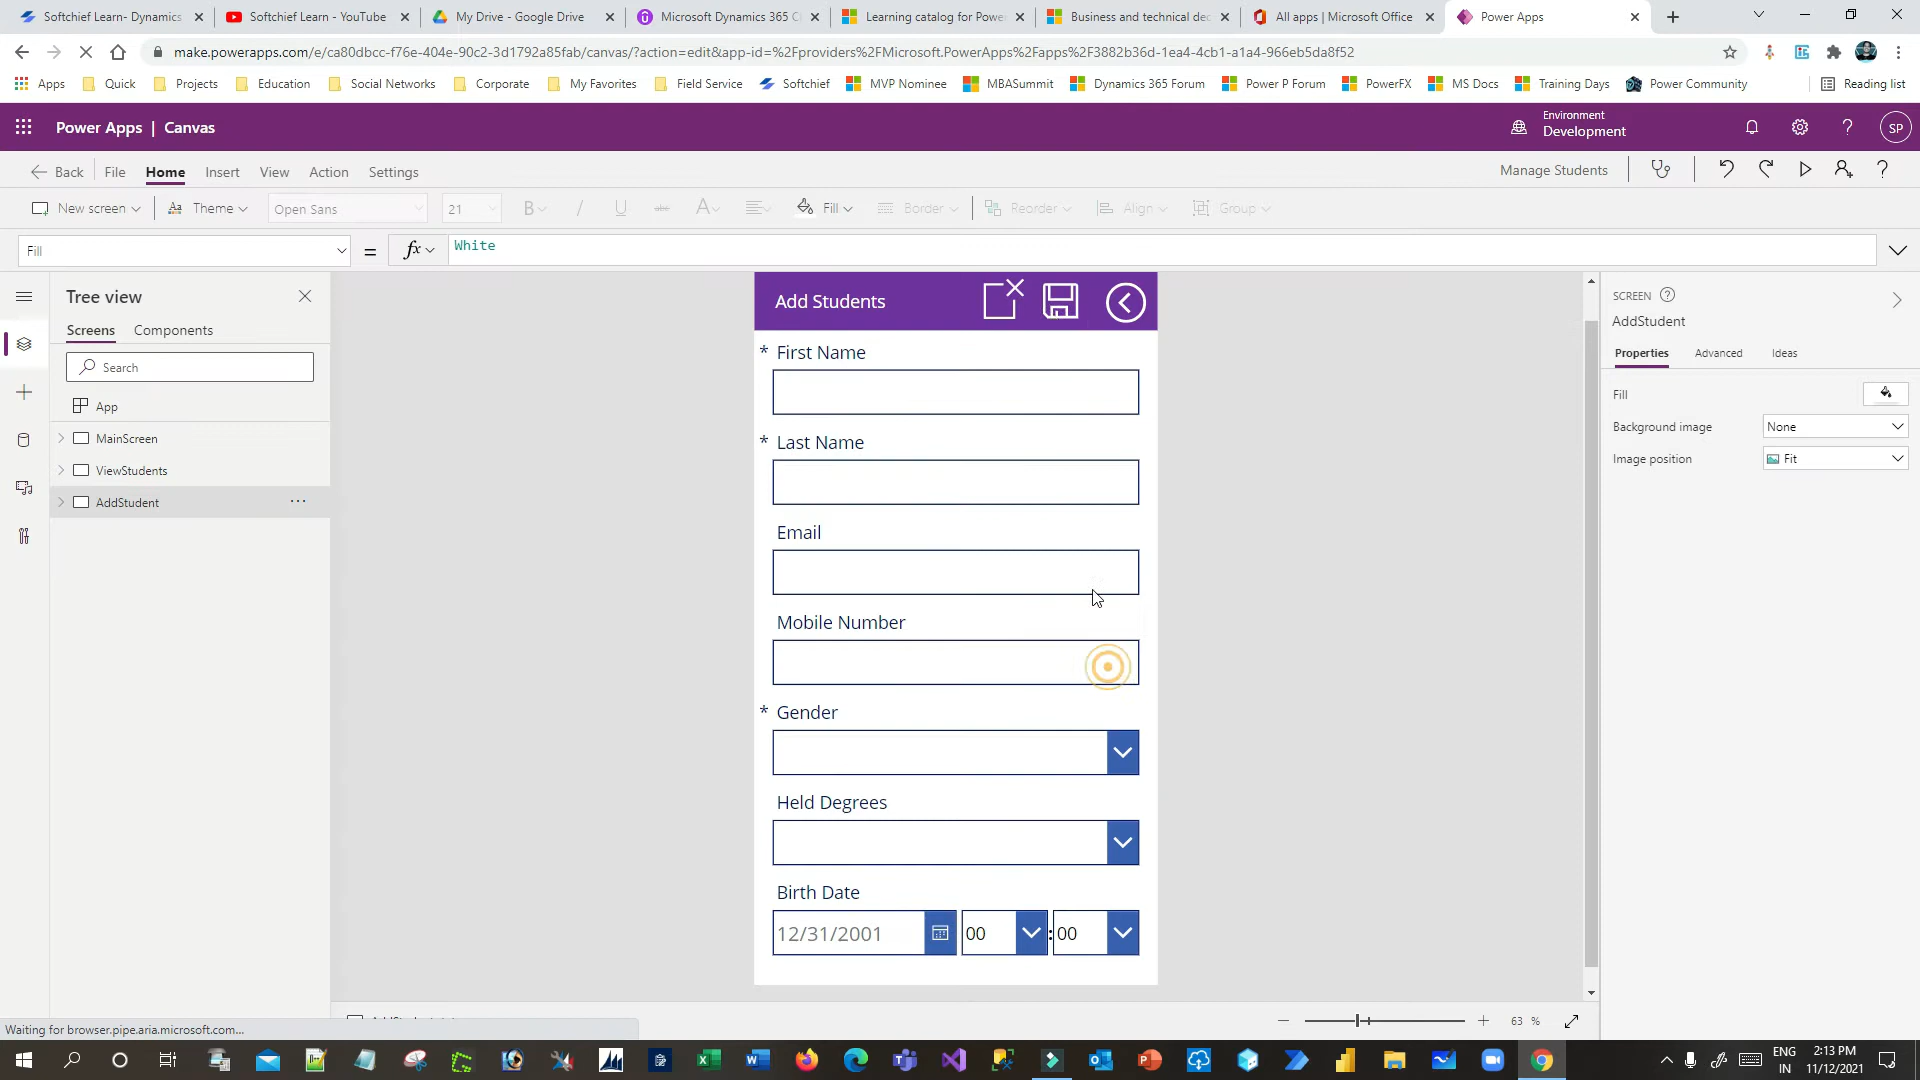 Softchief Learn- Dynamics
Softchief Learn - YouTube
My Drive - Google Drive
Microsoft Dynamics 365 C
Learning catalog for Powe
Business and technical dec
All apps | Microsoft Office
Power Apps
make.powerapps.com/e/ca80dbcc-f76e-404e-90c2-3d1792a85fab/canvas/?action=edit&app-id=%2Fproviders%2FMicrosoft.PowerApps%2Fapps%2F3882b36d-1ea4-4cb1-a1a4-966eb5da8f52
Apps
Quick
Projects
Education
Social Networks
My Favorites
Corporate
Field Service
Softchief
MVP Nominee
MBASummit
Dynamics 365 Forum
Power P Forum
PowerFX
MS Docs
Training Days
Power Community
Reading list
Power Apps | Canvas
Environment
Development
SP
Back
File
Home
Insert
View
Action
Settings
Manage Students
New screen
Theme
Open Sans
21
B
Fill
Border
Reorder
Align
Group
Fill
=
fx
White
Tree view
Screens
Components
Search
App
MainScreen
ViewStudents
AddStudent
Add Students
* First Name
* Last Name
Email
Mobile Number
* Gender
Held Degrees
Birth Date
12/31/2001
00
:
00
SCREEN
AddStudent
Properties
Advanced
Ideas
Fill
Background image
None
Image position
Fit
63 %
Waiting for browser.pipe.aria.microsoft.com...
ENG
IN
2:13 PM
11/12/2021